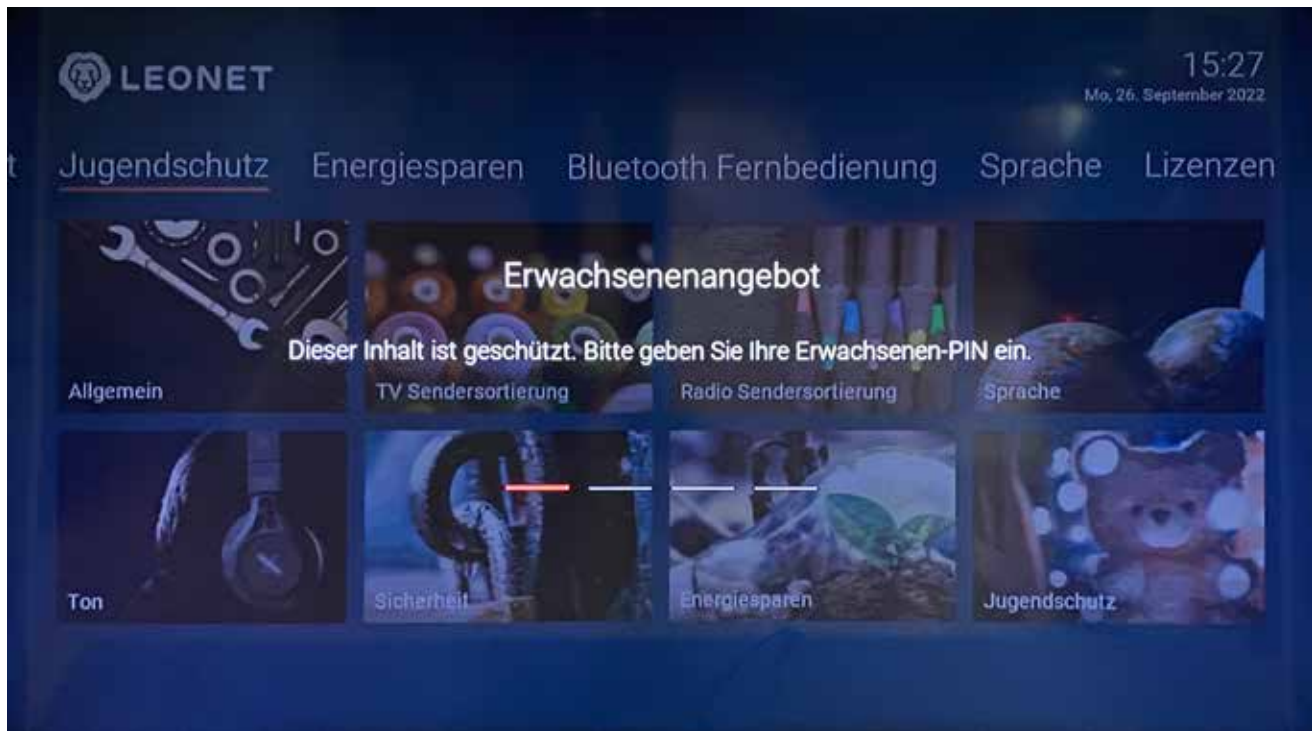 LEONET
15:27
Mo, 26. September 2022
t Jugendschutz Energiesparen Bluetooth Fernbedienung Sprache Lizenzen
Erwachsenenangebot
Dieser Inhalt ist geschützt. Bitte geben Sie Ihre Erwachsenen-PIN ein.
Allgemein TV Sendersortierung Radio Sendersortierung Sprache
Ton Sicherheit Energiesparen Jugendschutz